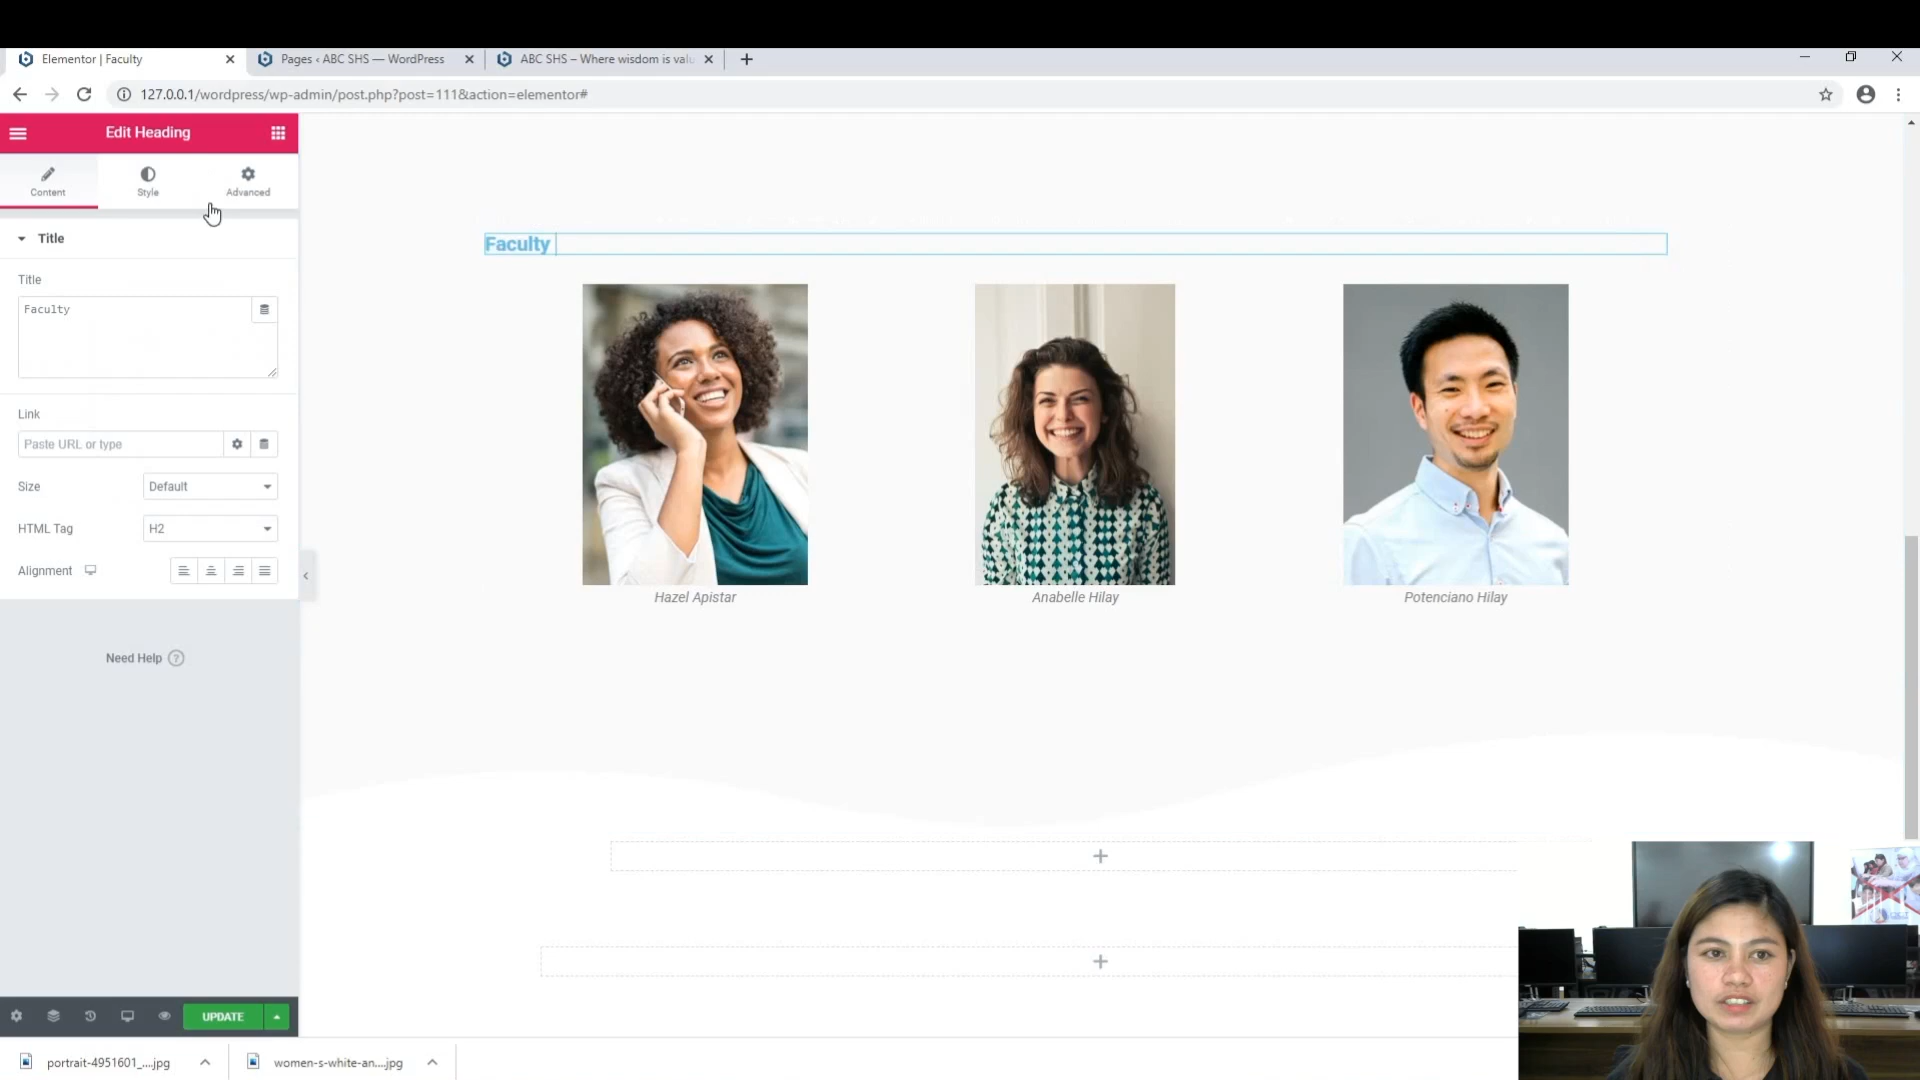 Elementor | Faculty
Pages ‹ ABC SHS — WordPress
ABC SHS – Where wisdom is valu
127.0.0.1/wordpress/wp-admin/post.php?post=111&action=elementor#
Edit Heading
Content
Style
Advanced
Title
Title
Faculty
Link
Paste URL or type
Size
Default
HTML Tag
H2
Alignment
Need Help ?
UPDATE
Faculty
Hazel Apistar
Anabelle Hilay
Potenciano Hilay
portrait-4951601_....jpg
women-s-white-an....jpg